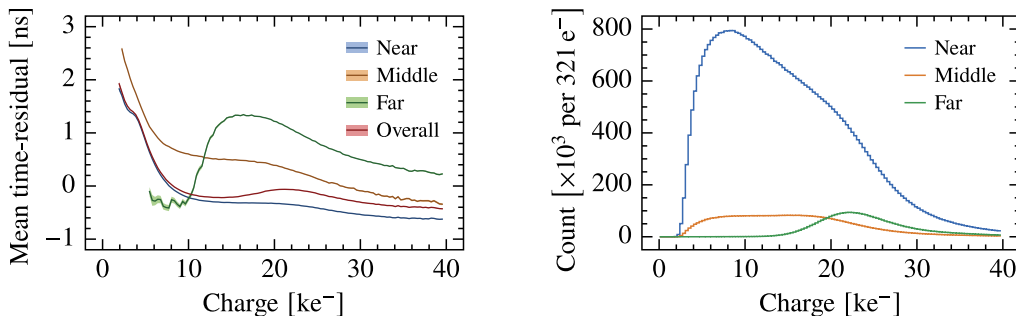 Mean time-residual [ns]
3
2
1
0
−1
Near
Middle
Far
Overall
0 10 20 30 40
Charge [ke⁻]
Count [×10³ per 321 e⁻]
800
600
400
200
0
Near
Middle
Far
0 10 20 30 40
Charge [ke⁻]